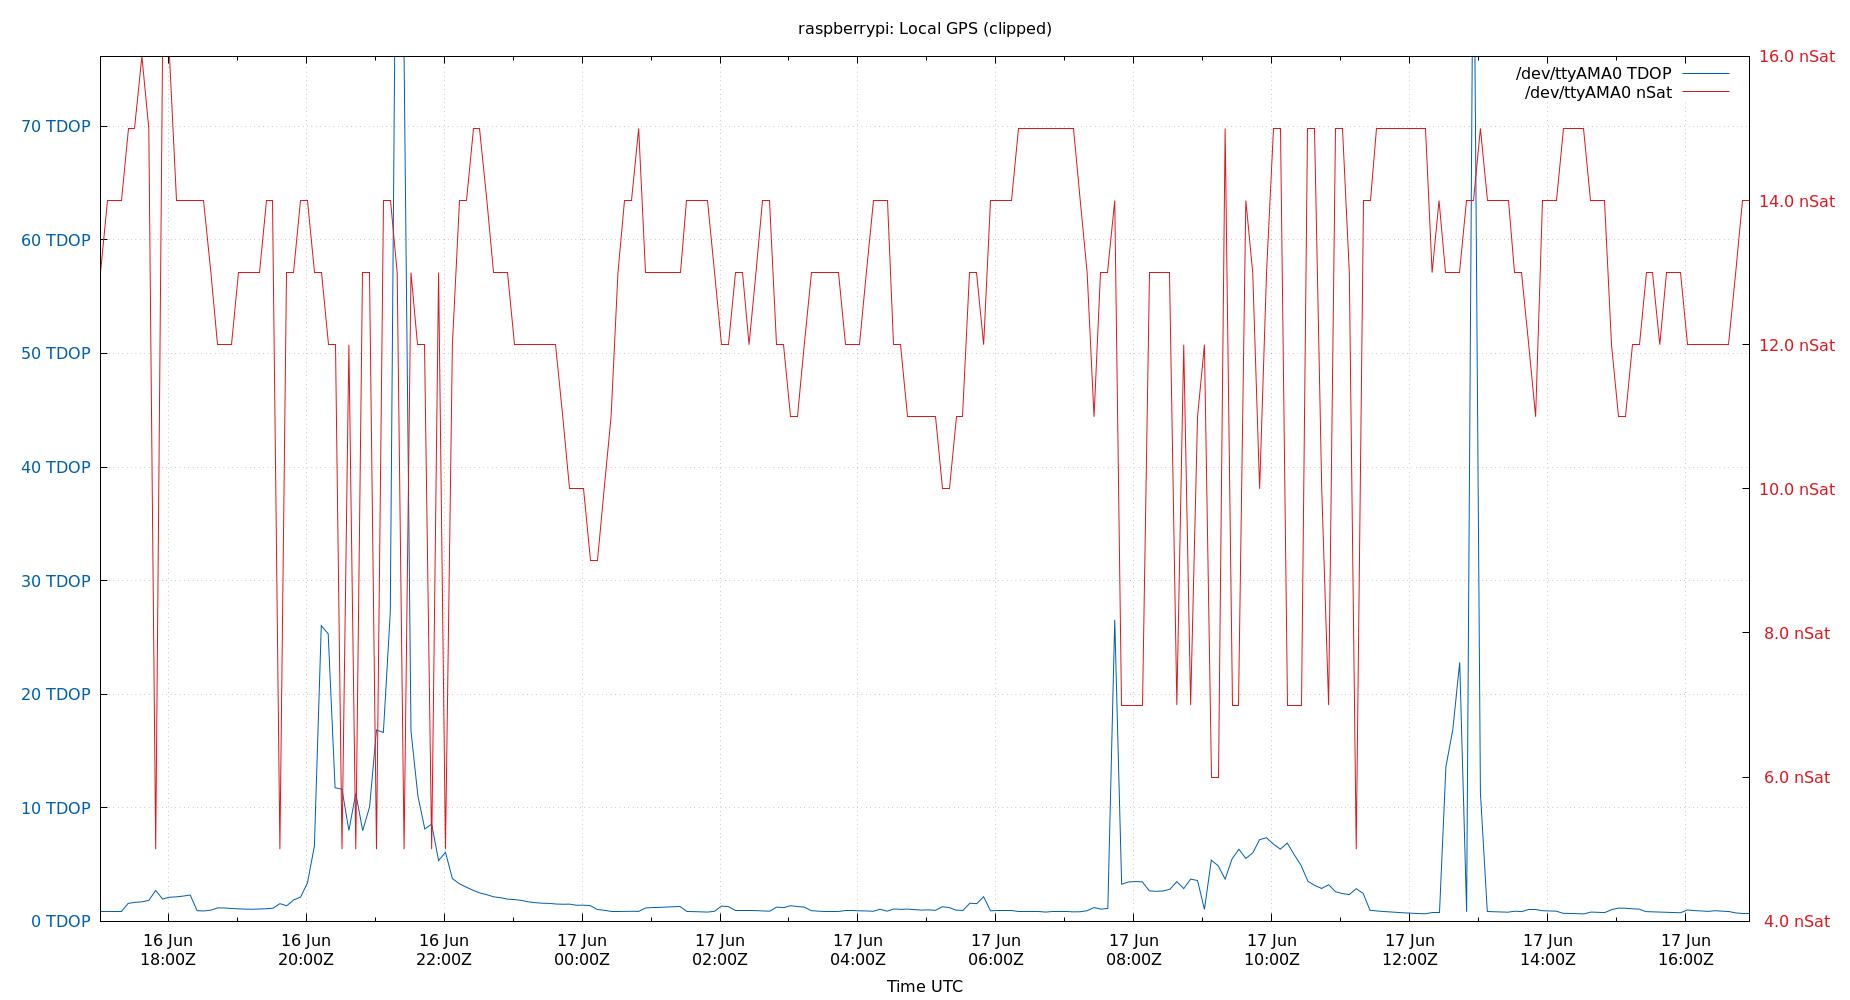 raspberrypi: Local GPS (clipped)
/dev/ttyAMA0 TDOP
/dev/ttyAMA0 nSat
70 TDOP
60 TDOP
50 TDOP
40 TDOP
30 TDOP
20 TDOP
10 TDOP
0 TDOP
16.0 nSat
14.0 nSat
12.0 nSat
10.0 nSat
8.0 nSat
6.0 nSat
4.0 nSat
16 Jun
18:00Z
16 Jun
20:00Z
16 Jun
22:00Z
17 Jun
00:00Z
17 Jun
02:00Z
17 Jun
04:00Z
17 Jun
06:00Z
17 Jun
08:00Z
17 Jun
10:00Z
17 Jun
12:00Z
17 Jun
14:00Z
17 Jun
16:00Z
Time UTC